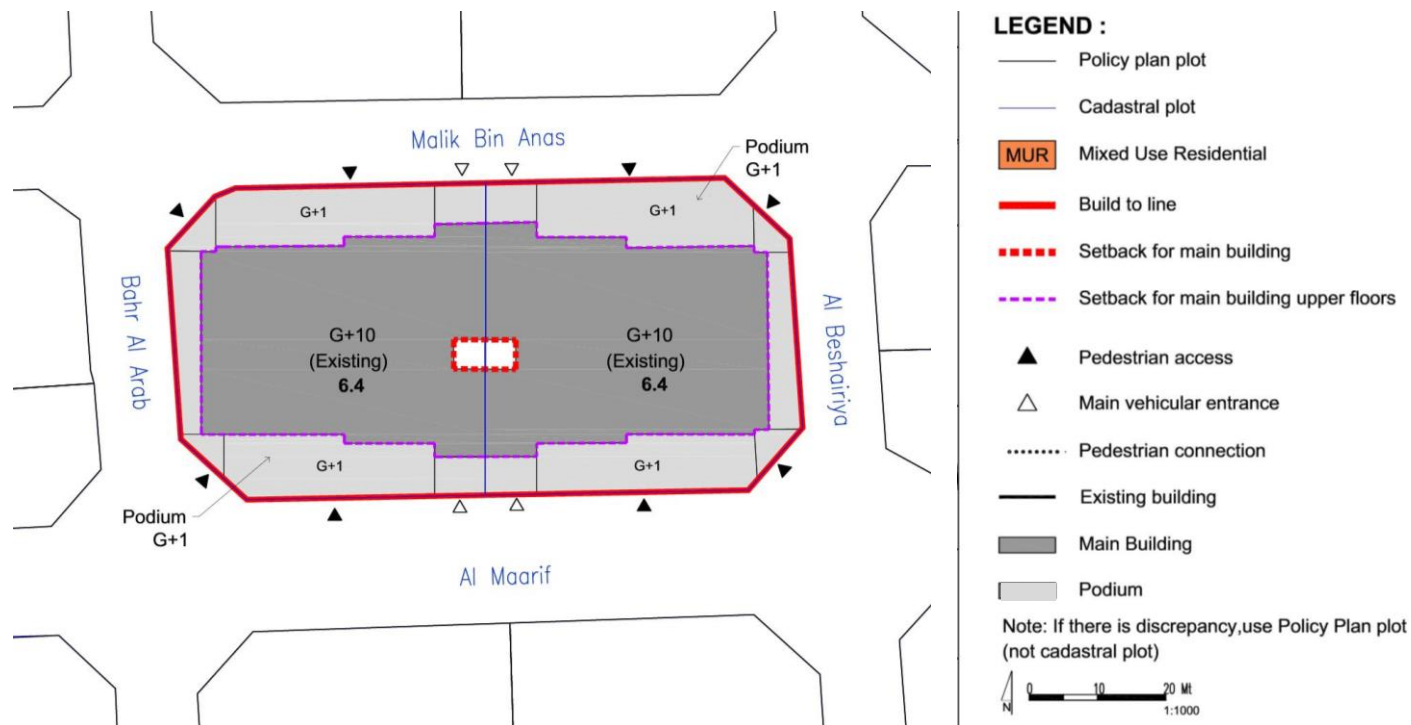 Malik Bin Anas
Podium
G+1
G+1
G+1
Bahr Al Arab
G+10
(Existing)
6.4
G+10
(Existing)
6.4
Al Beshairiya
G+1
G+1
Podium
G+1
Al Maarif
LEGEND :
Policy plan plot
Cadastral plot
MUR Mixed Use Residential
Build to line
Setback for main building
Setback for main building upper floors
Pedestrian access
Main vehicular entrance
Pedestrian connection
Existing building
Main Building
Podium
Note: If there is discrepancy,use Policy Plan plot
(not cadastral plot)
N
0 10 20 Mt
1:1000